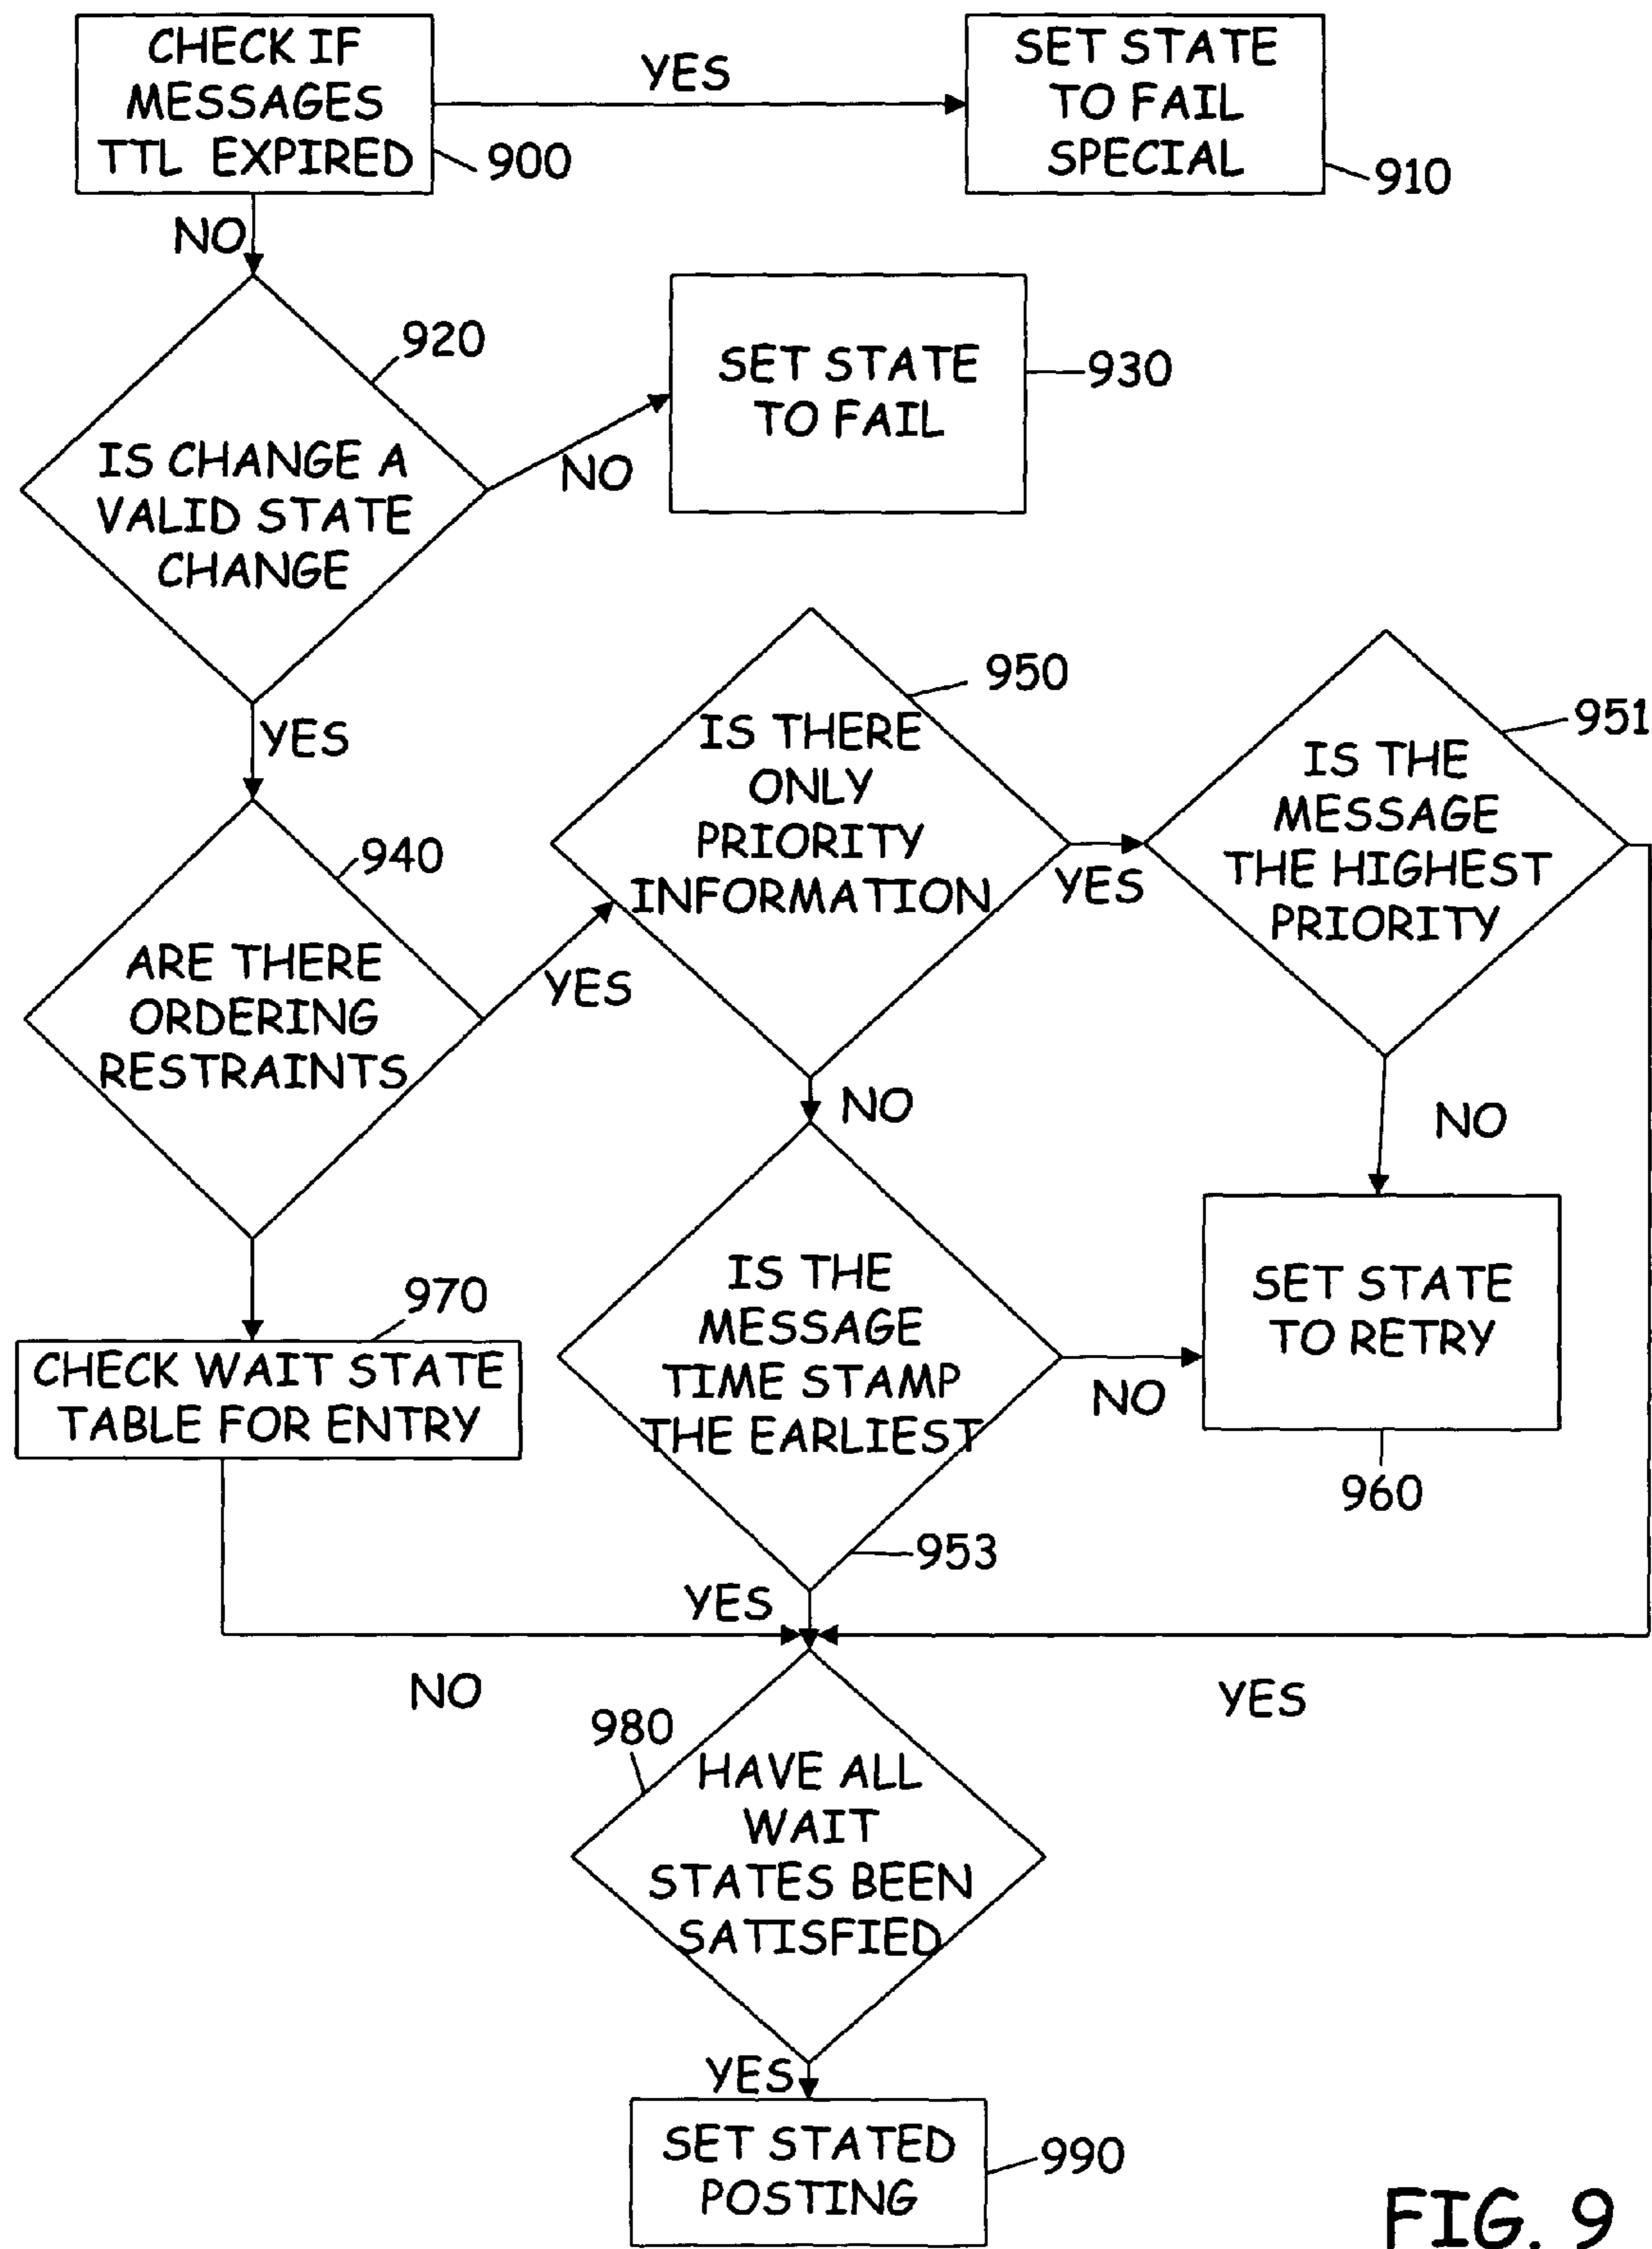 CHECK IF
MESSAGES
TTL EXPIRED
900
YES
SET STATE
TO FAIL
SPECIAL
910
NO
920
IS CHANGE A
VALID STATE
CHANGE
NO
SET STATE
TO FAIL
930
YES
940
ARE THERE
ORDERING
RESTRAINTS
YES
950
IS THERE
ONLY
PRIORITY
INFORMATION
YES
951
IS THE
MESSAGE
THE HIGHEST
PRIORITY
NO
NO
970
CHECK WAIT STATE
TABLE FOR ENTRY
IS THE
MESSAGE
TIME STAMP
THE EARLIEST
NO
SET STATE
TO RETRY
960
953
YES
NO
YES
980
HAVE ALL
WAIT
STATES BEEN
SATISFIED
YES
SET STATED
POSTING
990
FIG. 9